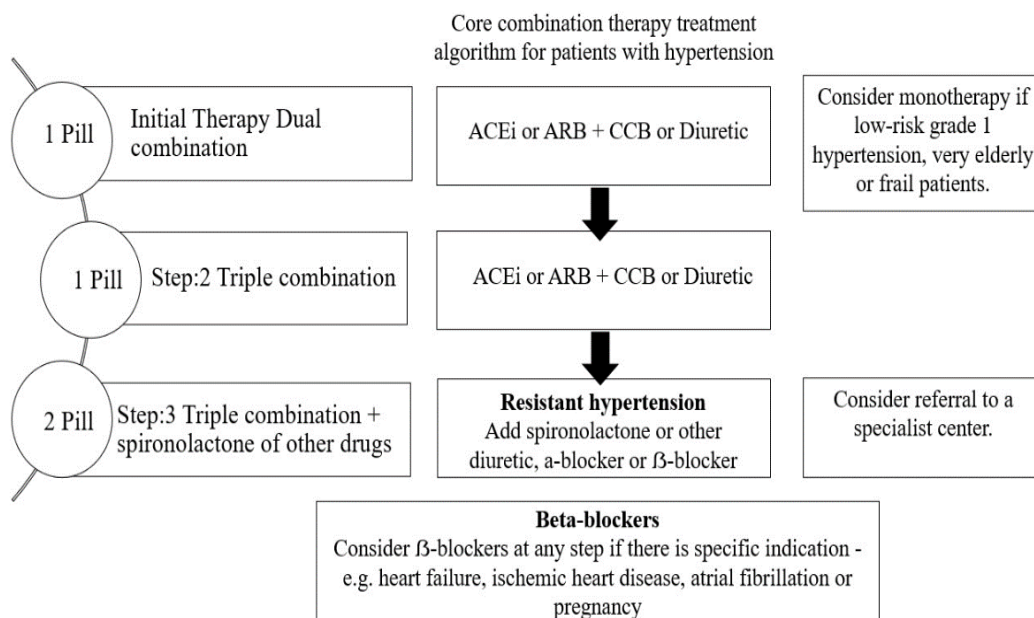 Core combination therapy treatment
algorithm for patients with hypertension
1 Pill
Initial Therapy Dual
combination
ACEi or ARB + CCB or Diuretic
Consider monotherapy if
low-risk grade 1
hypertension, very elderly
or frail patients.
1 Pill
Step:2 Triple combination
ACEi or ARB + CCB or Diuretic
2 Pill
Step:3 Triple combination +
spironolactone of other drugs
Resistant hypertension
Add spironolactone or other
diuretic, a-blocker or ß-blocker
Consider referral to a
specialist center.
Beta-blockers
Consider ß-blockers at any step if there is specific indication -
e.g. heart failure, ischemic heart disease, atrial fibrillation or
pregnancy